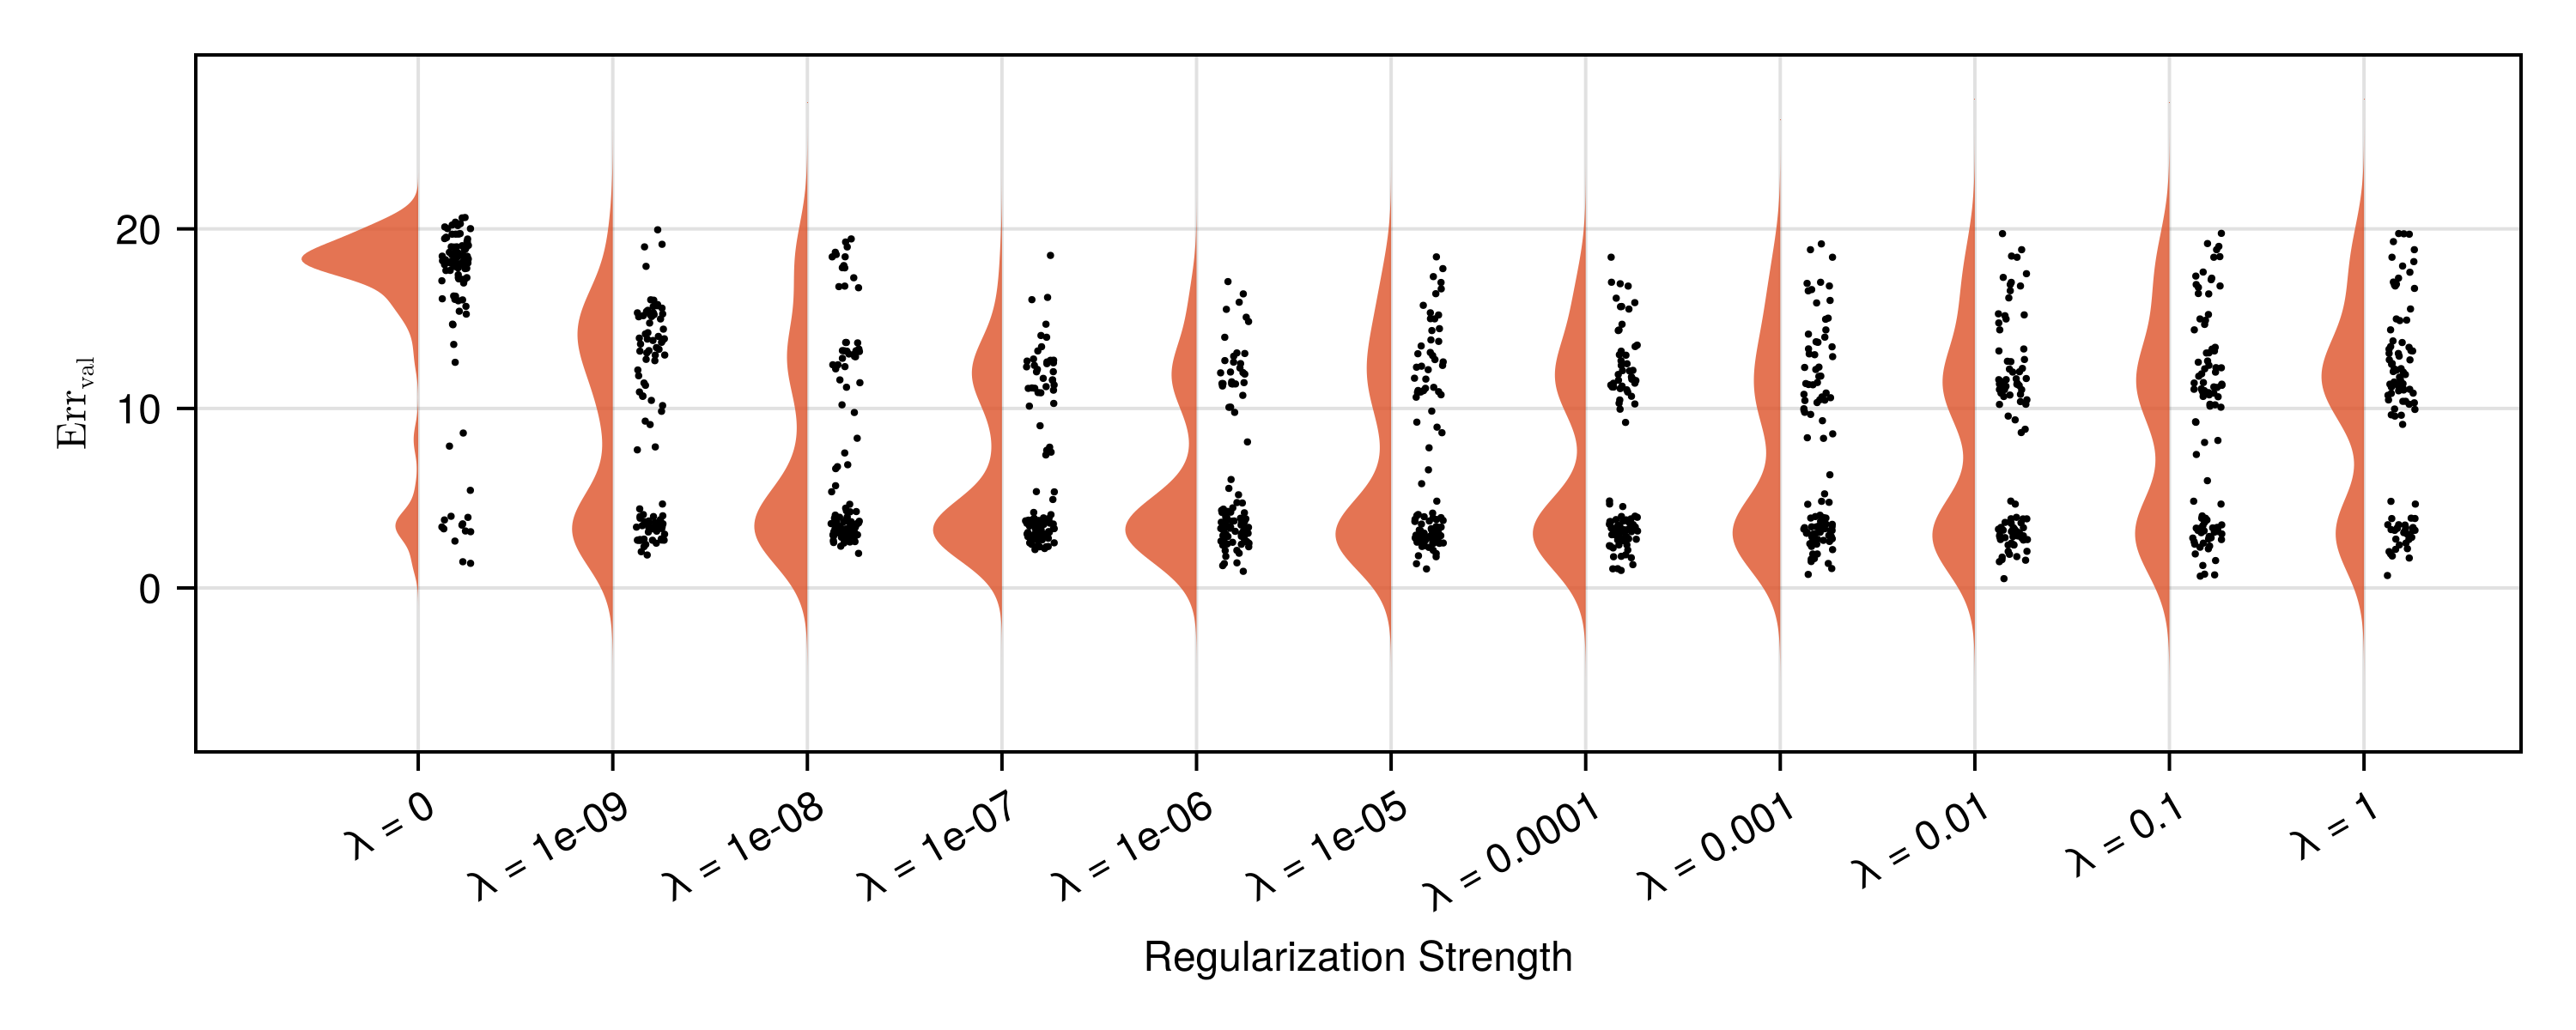 20
10
0
Err_val
λ = 0
λ = 1e-09
λ = 1e-08
λ = 1e-07
λ = 1e-06
λ = 1e-05
λ = 0.0001
λ = 0.001
λ = 0.01
λ = 0.1
λ = 1
Regularization Strength